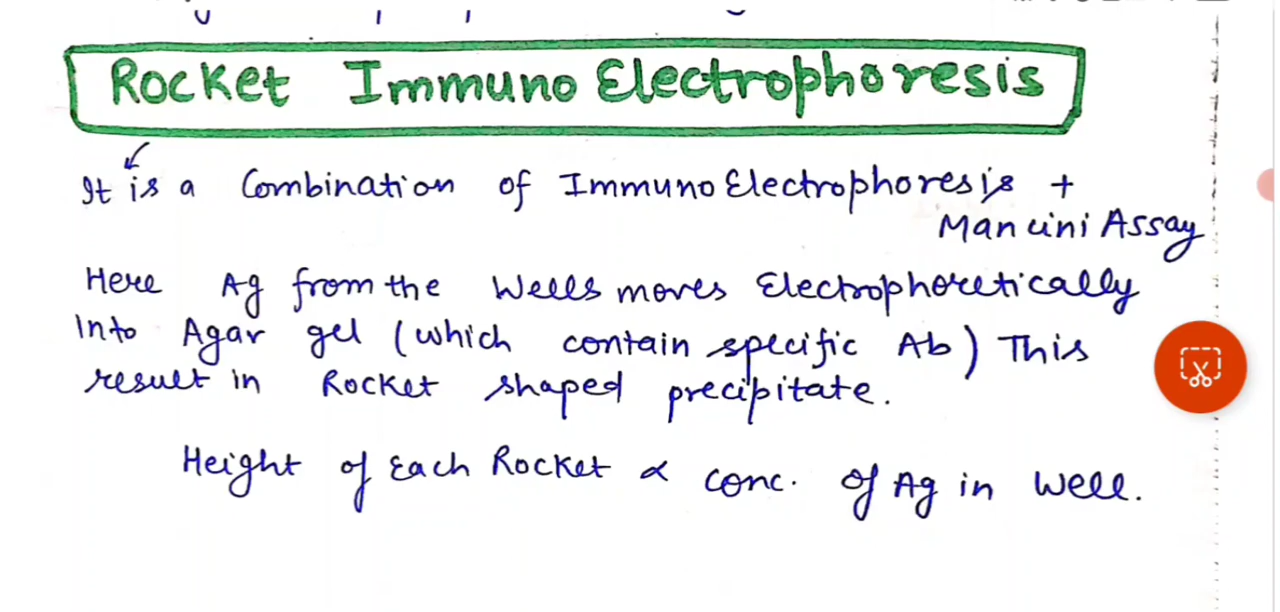 Rocket Immuno Electrophoresis
It is a Combination of Immuno Electrophoresis +
Mancini Assay
Here Ag from the Wells moves Electrophoretically
Into Agar gel (which contain specific Ab) This
result in Rocket shaped precipitate.
Height of Each Rocket ∝ conc. of Ag in Well.